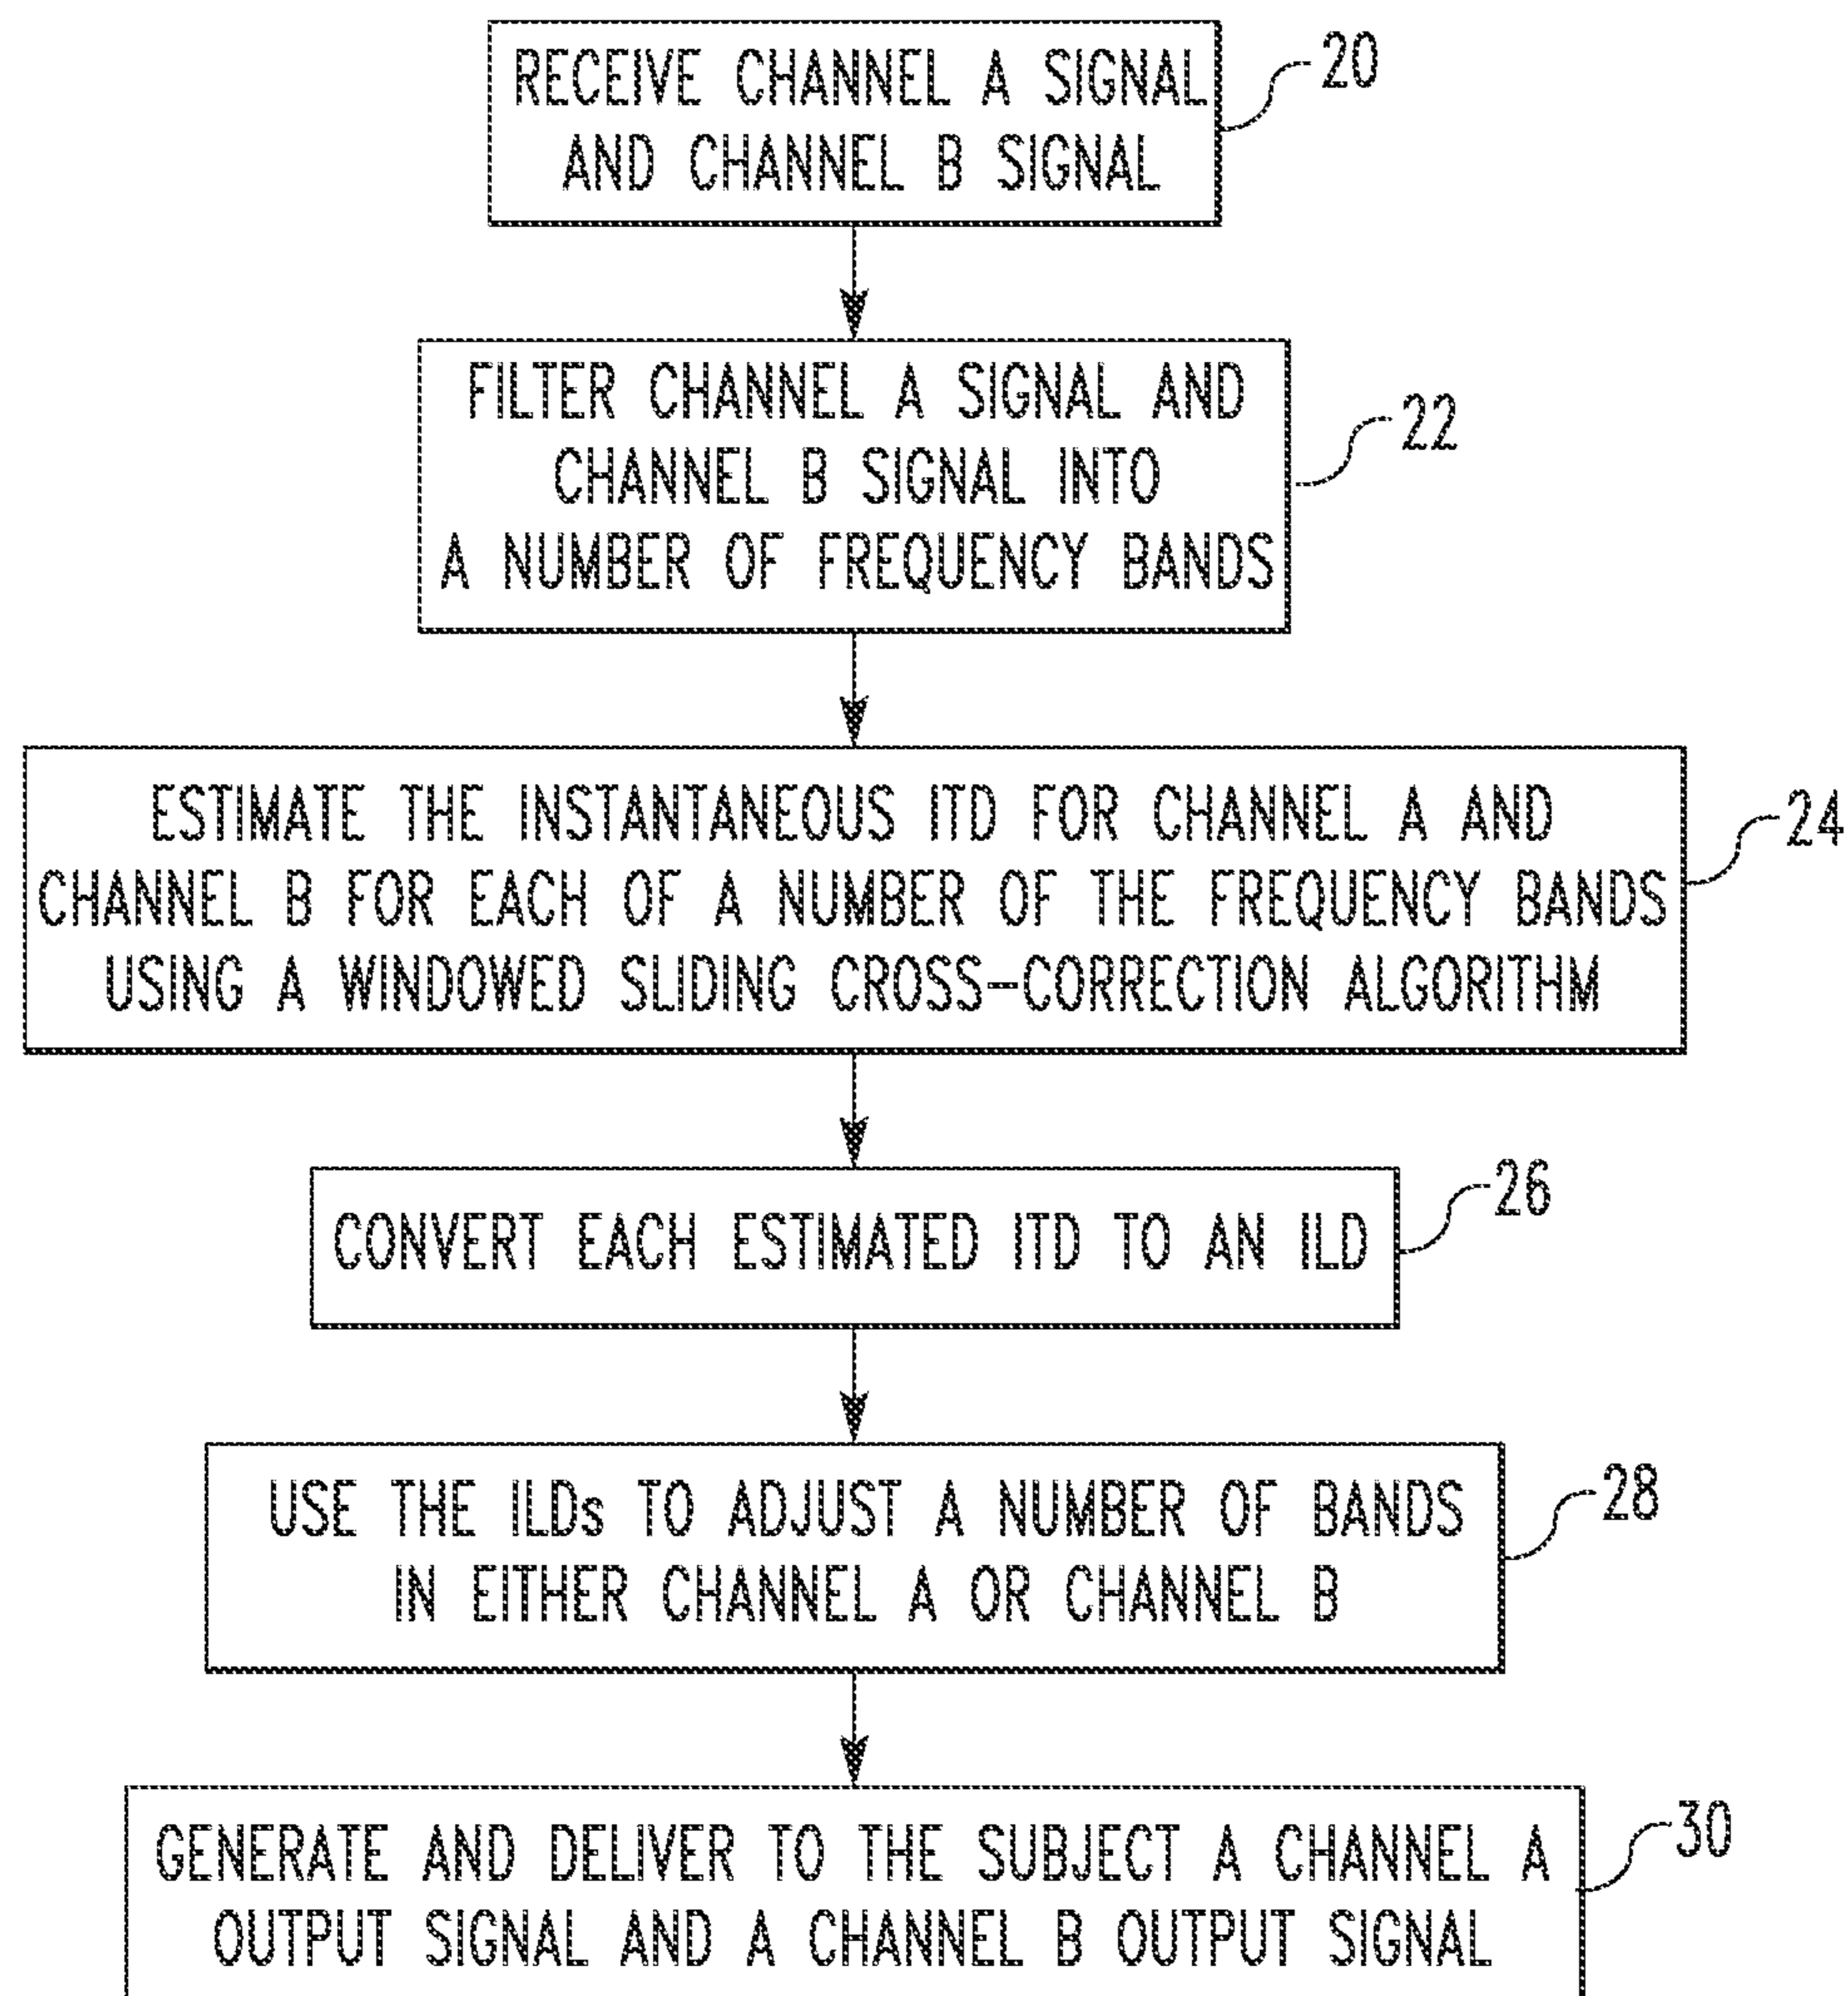 RECEIVE CHANNEL A SIGNAL
AND CHANNEL B SIGNAL
20
FILTER CHANNEL A SIGNAL AND
CHANNEL B SIGNAL INTO
A NUMBER OF FREQUENCY BANDS
22
ESTIMATE THE INSTANTANEOUS ITD FOR CHANNEL A AND
CHANNEL B FOR EACH OF A NUMBER OF THE FREQUENCY BANDS
USING A WINDOWED SLIDING CROSS-CORRECTION ALGORITHM
24
CONVERT EACH ESTIMATED ITD TO AN ILD
26
USE THE ILDs TO ADJUST A NUMBER OF BANDS
IN EITHER CHANNEL A OR CHANNEL B
28
GENERATE AND DELIVER TO THE SUBJECT A CHANNEL A
OUTPUT SIGNAL AND A CHANNEL B OUTPUT SIGNAL
30